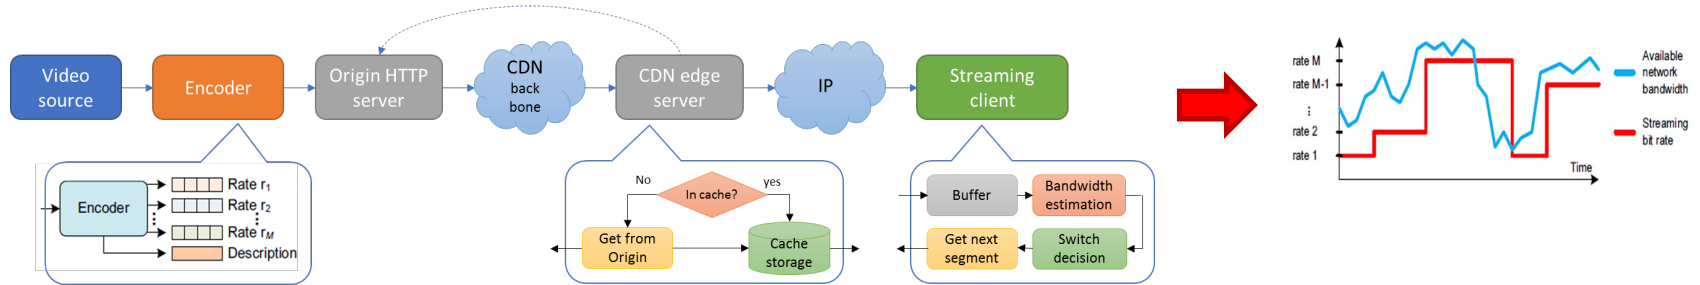 Video
source
Encoder
Origin HTTP
server
CDN
back
bone
CDN edge
server
IP
Streaming
client
Encoder
Rate r1
Rate r2
Rate rM
Description
No
In cache?
yes
Get from
Origin
Cache
storage
Buffer
Bandwidth
estimation
Get next
segment
Switch
decision
rate M
rate M-1
rate 2
rate 1
Time
Available
network
bandwidth
Streaming
bit rate